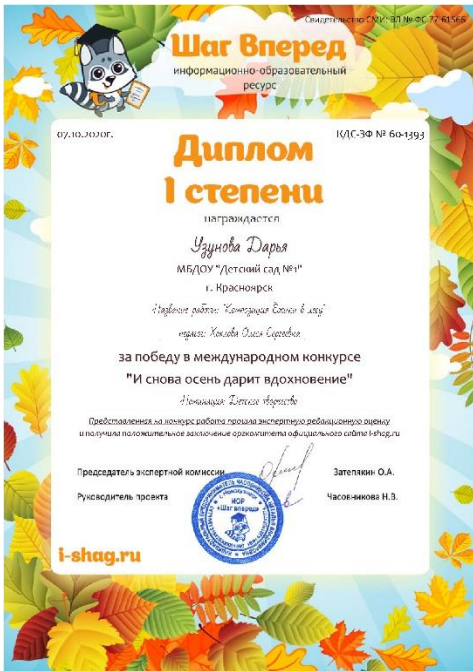 Свидетельство СМИ: ЭЛ № ФС 77-61566
Шаг Вперед
информационно-образовательный
ресурс
07.10.2020г.
КДС-ЗФ № 60-1393
Диплом
I степени
награждается
Узунова Дарья
МБДОУ "Детский сад №1"
г. Красноярск
Название работы: "Композиция Ёжики в лесу"
педагог: Хохлова Олеся Сергеевна
за победу в международном конкурсе
"И снова осень дарит вдохновение"
Номинация: Детское творчество
Представленная на конкурс работа прошла экспертную редакционную оценку
и получила положительное заключение оргкомитета официального сайта i-shag.ru
Председатель экспертной комиссии
Затепякин О.А.
Руководитель проекта
Часовникова Н.В.
ИОР
«Шаг вперед»
i-shag.ru